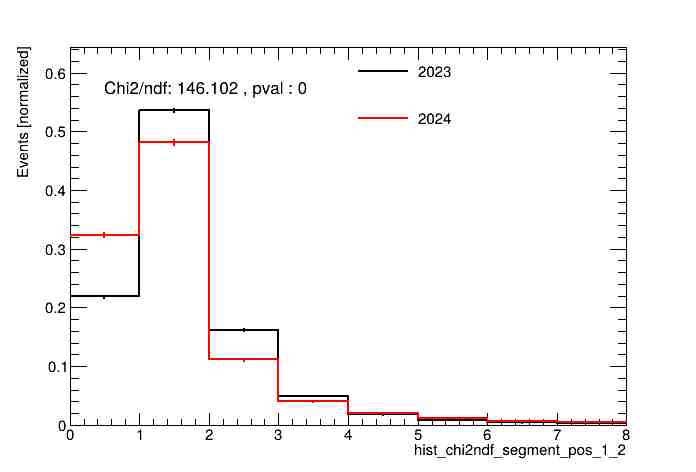 Events [normalized]
0.6
0.5
0.4
0.3
0.2
0.1
0
Chi2/ndf: 146.102 , pval : 0
2023
2024
0 1 2 3 4 5 6 7 8
hist_chi2ndf_segment_pos_1_2